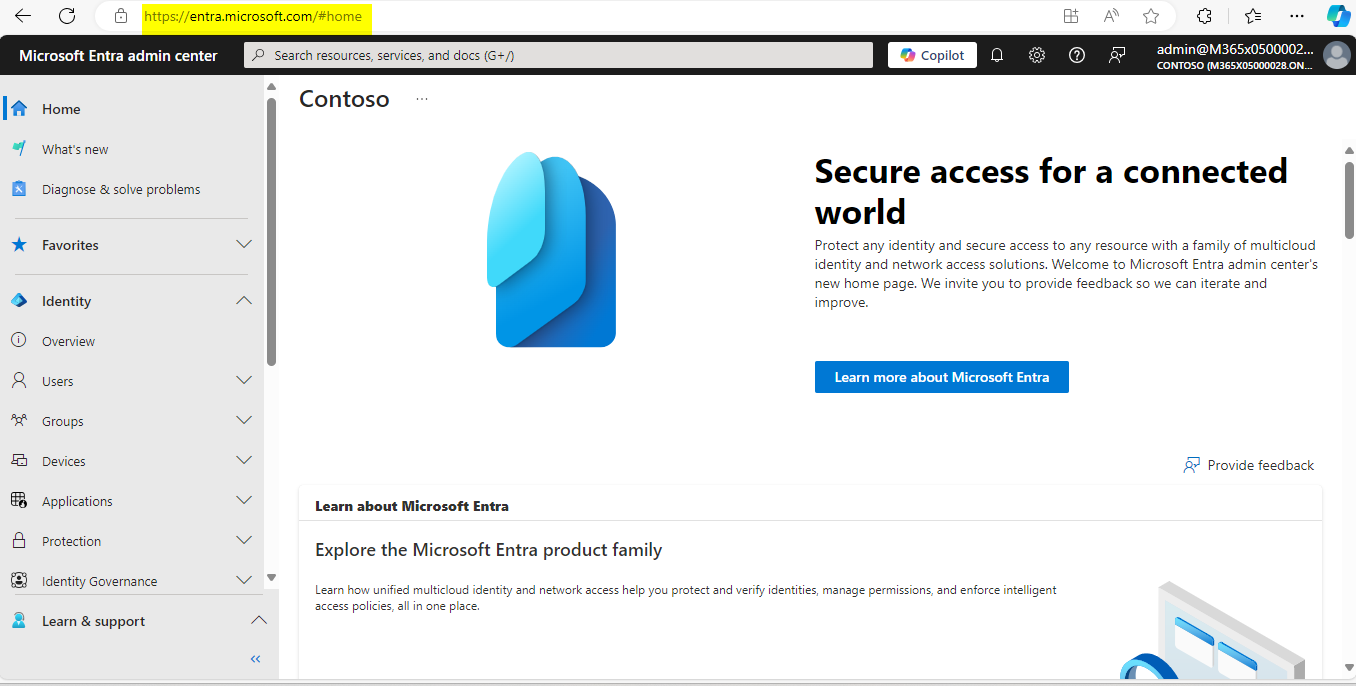 https://entra.microsoft.com/#home
Microsoft Entra admin center
Search resources, services, and docs (G+/)
Copilot
admin@M365x0500002...
CONTOSO (M365X05000028.ON...
Home
What's new
Diagnose & solve problems
Favorites
Identity
Overview
Users
Groups
Devices
Applications
Protection
Identity Governance
Learn & support
Contoso
Secure access for a connected
world
Protect any identity and secure access to any resource with a family of multicloud
identity and network access solutions. Welcome to Microsoft Entra admin center's
new home page. We invite you to provide feedback so we can iterate and
improve.
Learn more about Microsoft Entra
Provide feedback
Learn about Microsoft Entra
Explore the Microsoft Entra product family
Learn how unified multicloud identity and network access help you protect and verify identities, manage permissions, and enforce intelligent
access policies, all in one place.